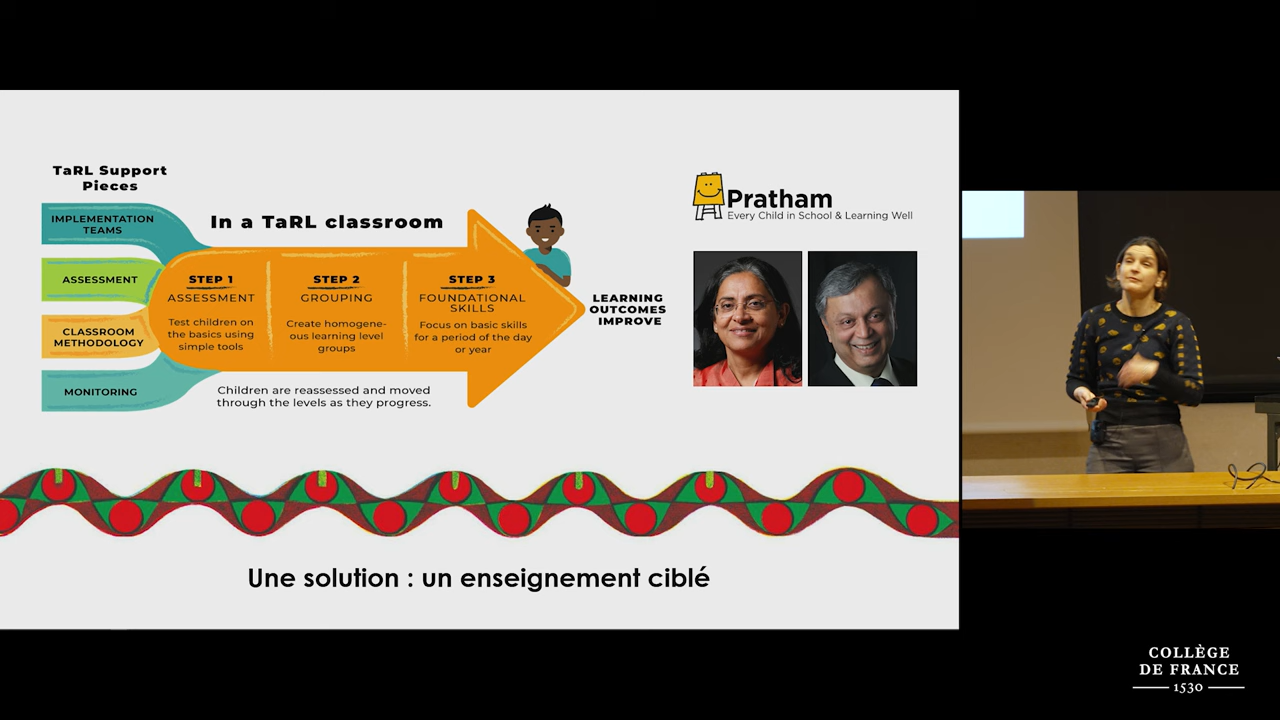 TaRL Support
Pieces
IMPLEMENTATION
TEAMS
ASSESSMENT
CLASSROOM
METHODOLOGY
MONITORING
In a TaRL classroom
STEP 1
ASSESSMENT
Test children on
the basics using
simple tools
STEP 2
GROUPING
Create homogene-
ous learning level
groups
STEP 3
FOUNDATIONAL
SKILLS
Focus on basic skills
for a period of the day
or year
Children are reassessed and moved
through the levels as they progress.
LEARNING
OUTCOMES
IMPROVE
Pratham
Every Child in School & Learning Well
Une solution : un enseignement ciblé
COLLÈGE
DE FRANCE
1530